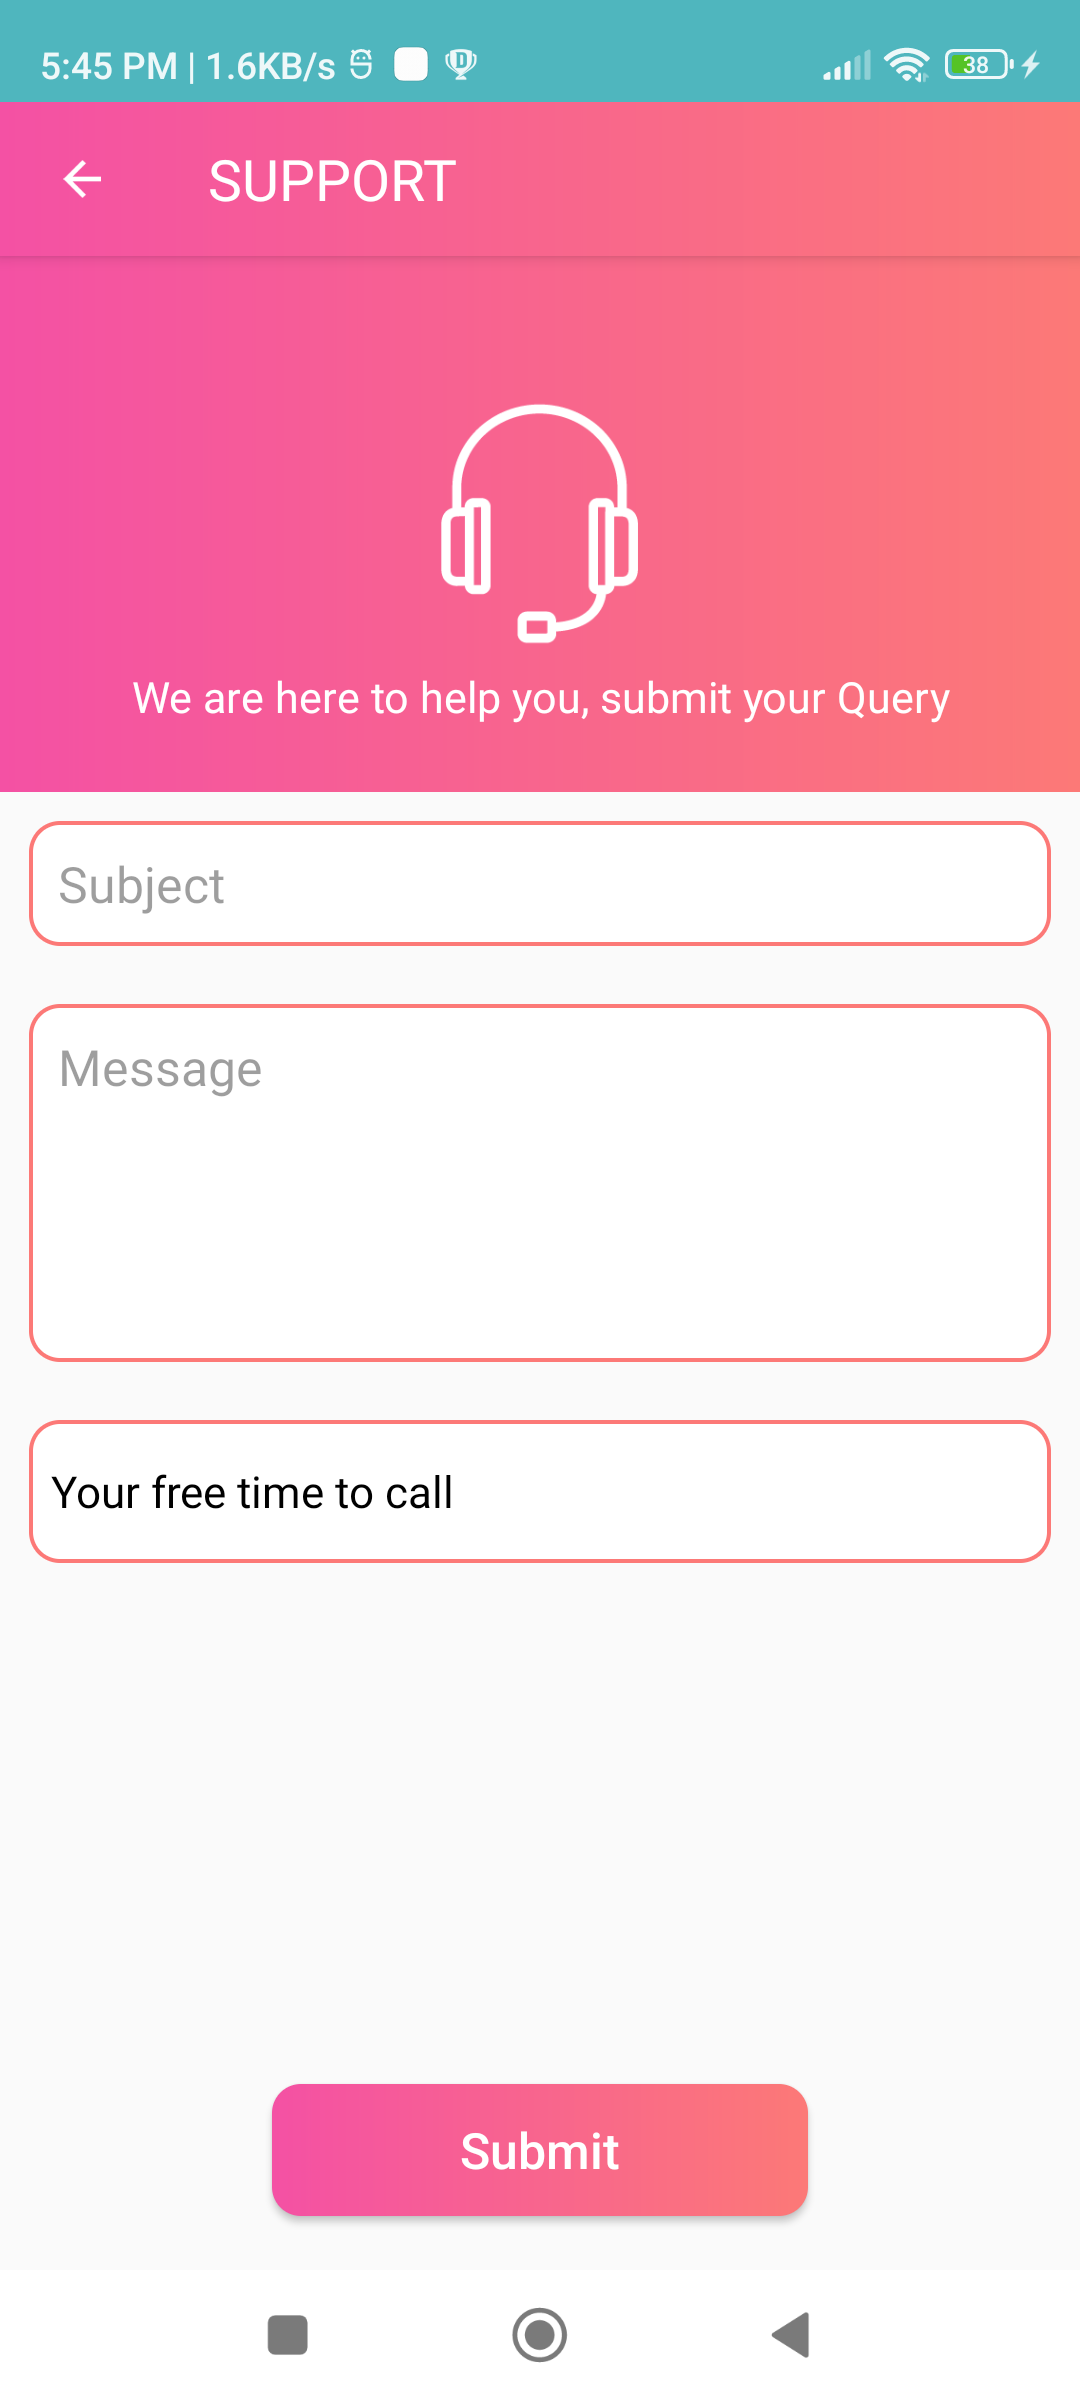 5:45 PM | 1.6KB/s
38
SUPPORT
We are here to help you, submit your Query
Subject
Message
Your free time to call
Submit